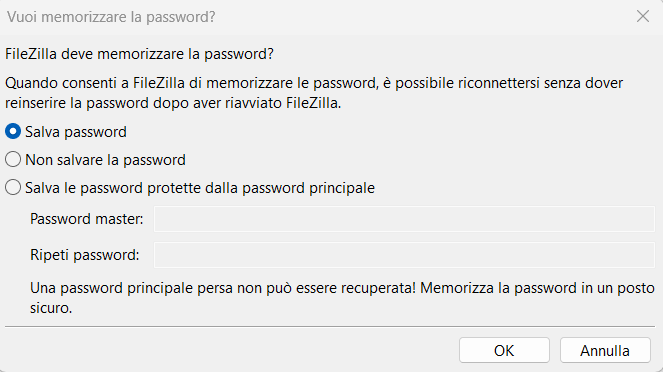 Vuoi memorizzare la password?
FileZilla deve memorizzare la password?
Quando consenti a FileZilla di memorizzare le password, è possibile riconnettersi senza dover
reinserire la password dopo aver riavviato FileZilla.
Salva password
Non salvare la password
Salva le password protette dalla password principale
Password master:
Ripeti password:
Una password principale persa non può essere recuperata! Memorizza la password in un posto
sicuro.
OK
Annulla